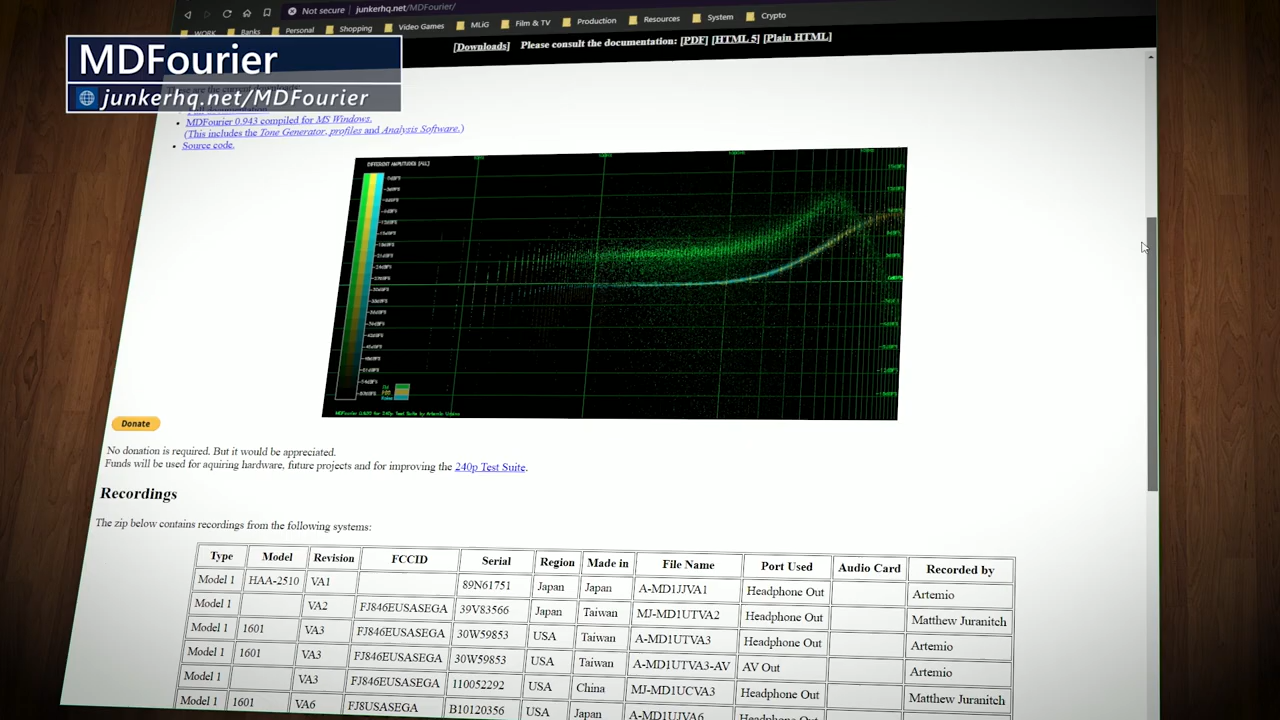 Not secure | junkerhq.net/MDFourier/
WORK Banks Personal Shopping Video Games MLiG Film & TV Production Resources System Crypto
[Downloads] Please consult the documentation: [PDF] [HTML 5] [Plain HTML]
MDFourier
junkerhq.net/MDFourier
MDFourier 0.943 compiled for MS Windows.
(This includes the Tone Generator, profiles and Analysis Software.)
Source code.
DIFFERENT AMPLITUDES [ALL]
Donate
No donation is required. But it would be appreciated.
Funds will be used for aquiring hardware, future projects and for improving the 240p Test Suite.
Recordings
The zip below contains recordings from the following systems:
Type Model Revision FCCID Serial Region Made in File Name Port Used Audio Card Recorded by
Model 1 HAA-2510 VA1 89N61751 Japan Japan A-MD1JJVA1 Headphone Out Artemio
Model 1 VA2 FJ846EUSASEGA 39V83566 Japan Taiwan MJ-MD1UTVA2 Headphone Out Matthew Juranitch
Model 1 1601 VA3 FJ846EUSASEGA 30W59853 USA Taiwan A-MD1UTVA3 Headphone Out Artemio
Model 1 1601 VA3 FJ846EUSASEGA 30W59853 USA Taiwan A-MD1UTVA3-AV AV Out Artemio
Model 1 VA3 FJ846EUSASEGA 110052292 USA China MJ-MD1UCVA3 Headphone Out Matthew Juranitch
Model 1 1601 VA6 FJ8USASEGA B10120356 USA Japan A-MD1UJVA6 Headphone Out Artemio